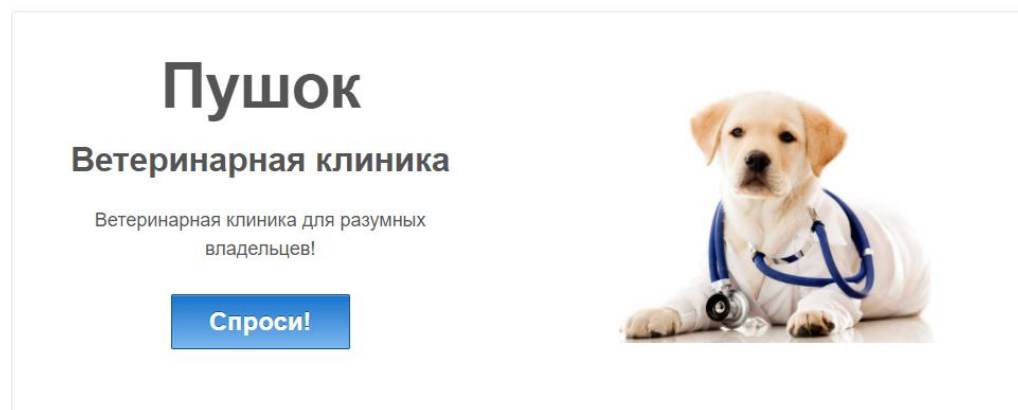 Пушок
Ветеринарная клиника
Ветеринарная клиника для разумных
владельцев!
Спроси!